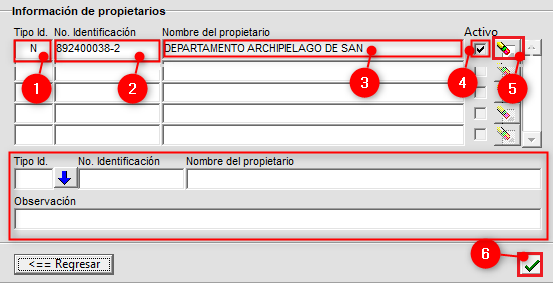 Información de propietarios
Tipo Id. No. Identificación Nombre del propietario Activo
N 892400038-2 DEPARTAMENTO ARCHIPIELAGO DE SAN
1 2 3 4 5
Tipo Id. No. Identificación Nombre del propietario
Observación
6
<== Regresar